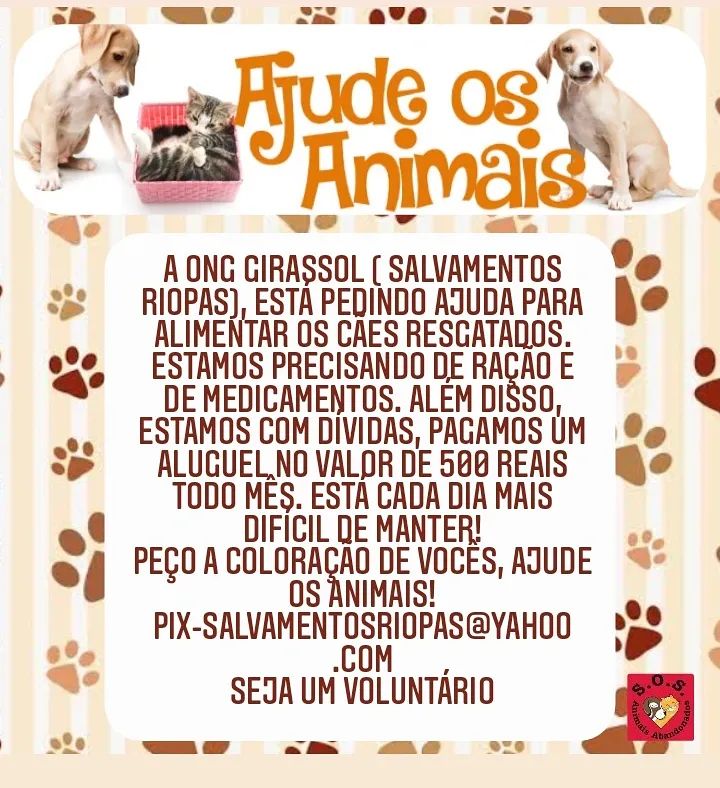 Ajude os
Animais
A ONG GIRASSOL ( SALVAMENTOS
RIOPAS), ESTÁ PEDINDO AJUDA PARA
ALIMENTAR OS CÃES RESGATADOS.
ESTAMOS PRECISANDO DE RAÇÃO E
DE MEDICAMENTOS. ALÉM DISSO,
ESTAMOS COM DÍVIDAS, PAGAMOS UM
ALUGUEL NO VALOR DE 500 REAIS
TODO MÊS. ESTÁ CADA DIA MAIS
DIFÍCIL DE MANTER!
PEÇO A COLORAÇÃO DE VOCÊS, AJUDE
OS ANIMAIS!
PIX-SALVAMENTOSRIOPAS@YAHOO
.COM
SEJA UM VOLUNTÁRIO
S.O.S.
Animais Abandonados